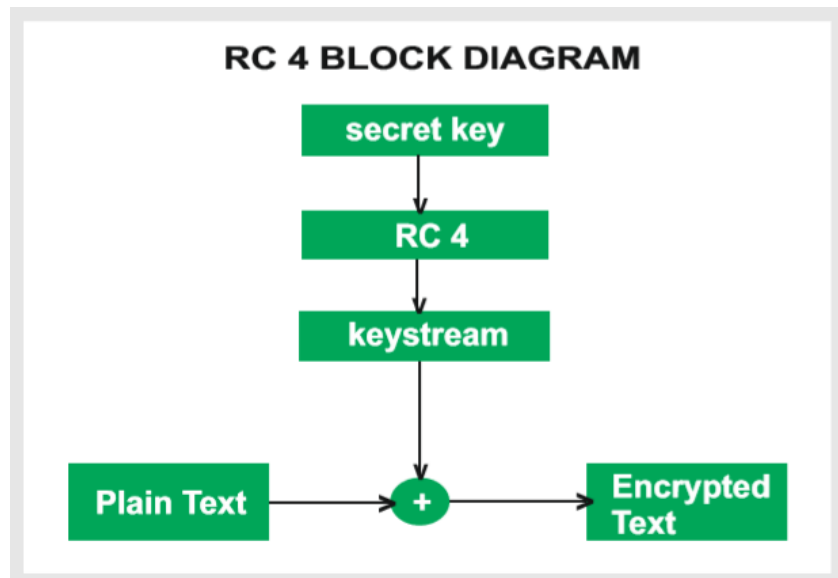 RC 4 BLOCK DIAGRAM
secret key
RC 4
keystream
Plain Text
+
Encrypted
Text